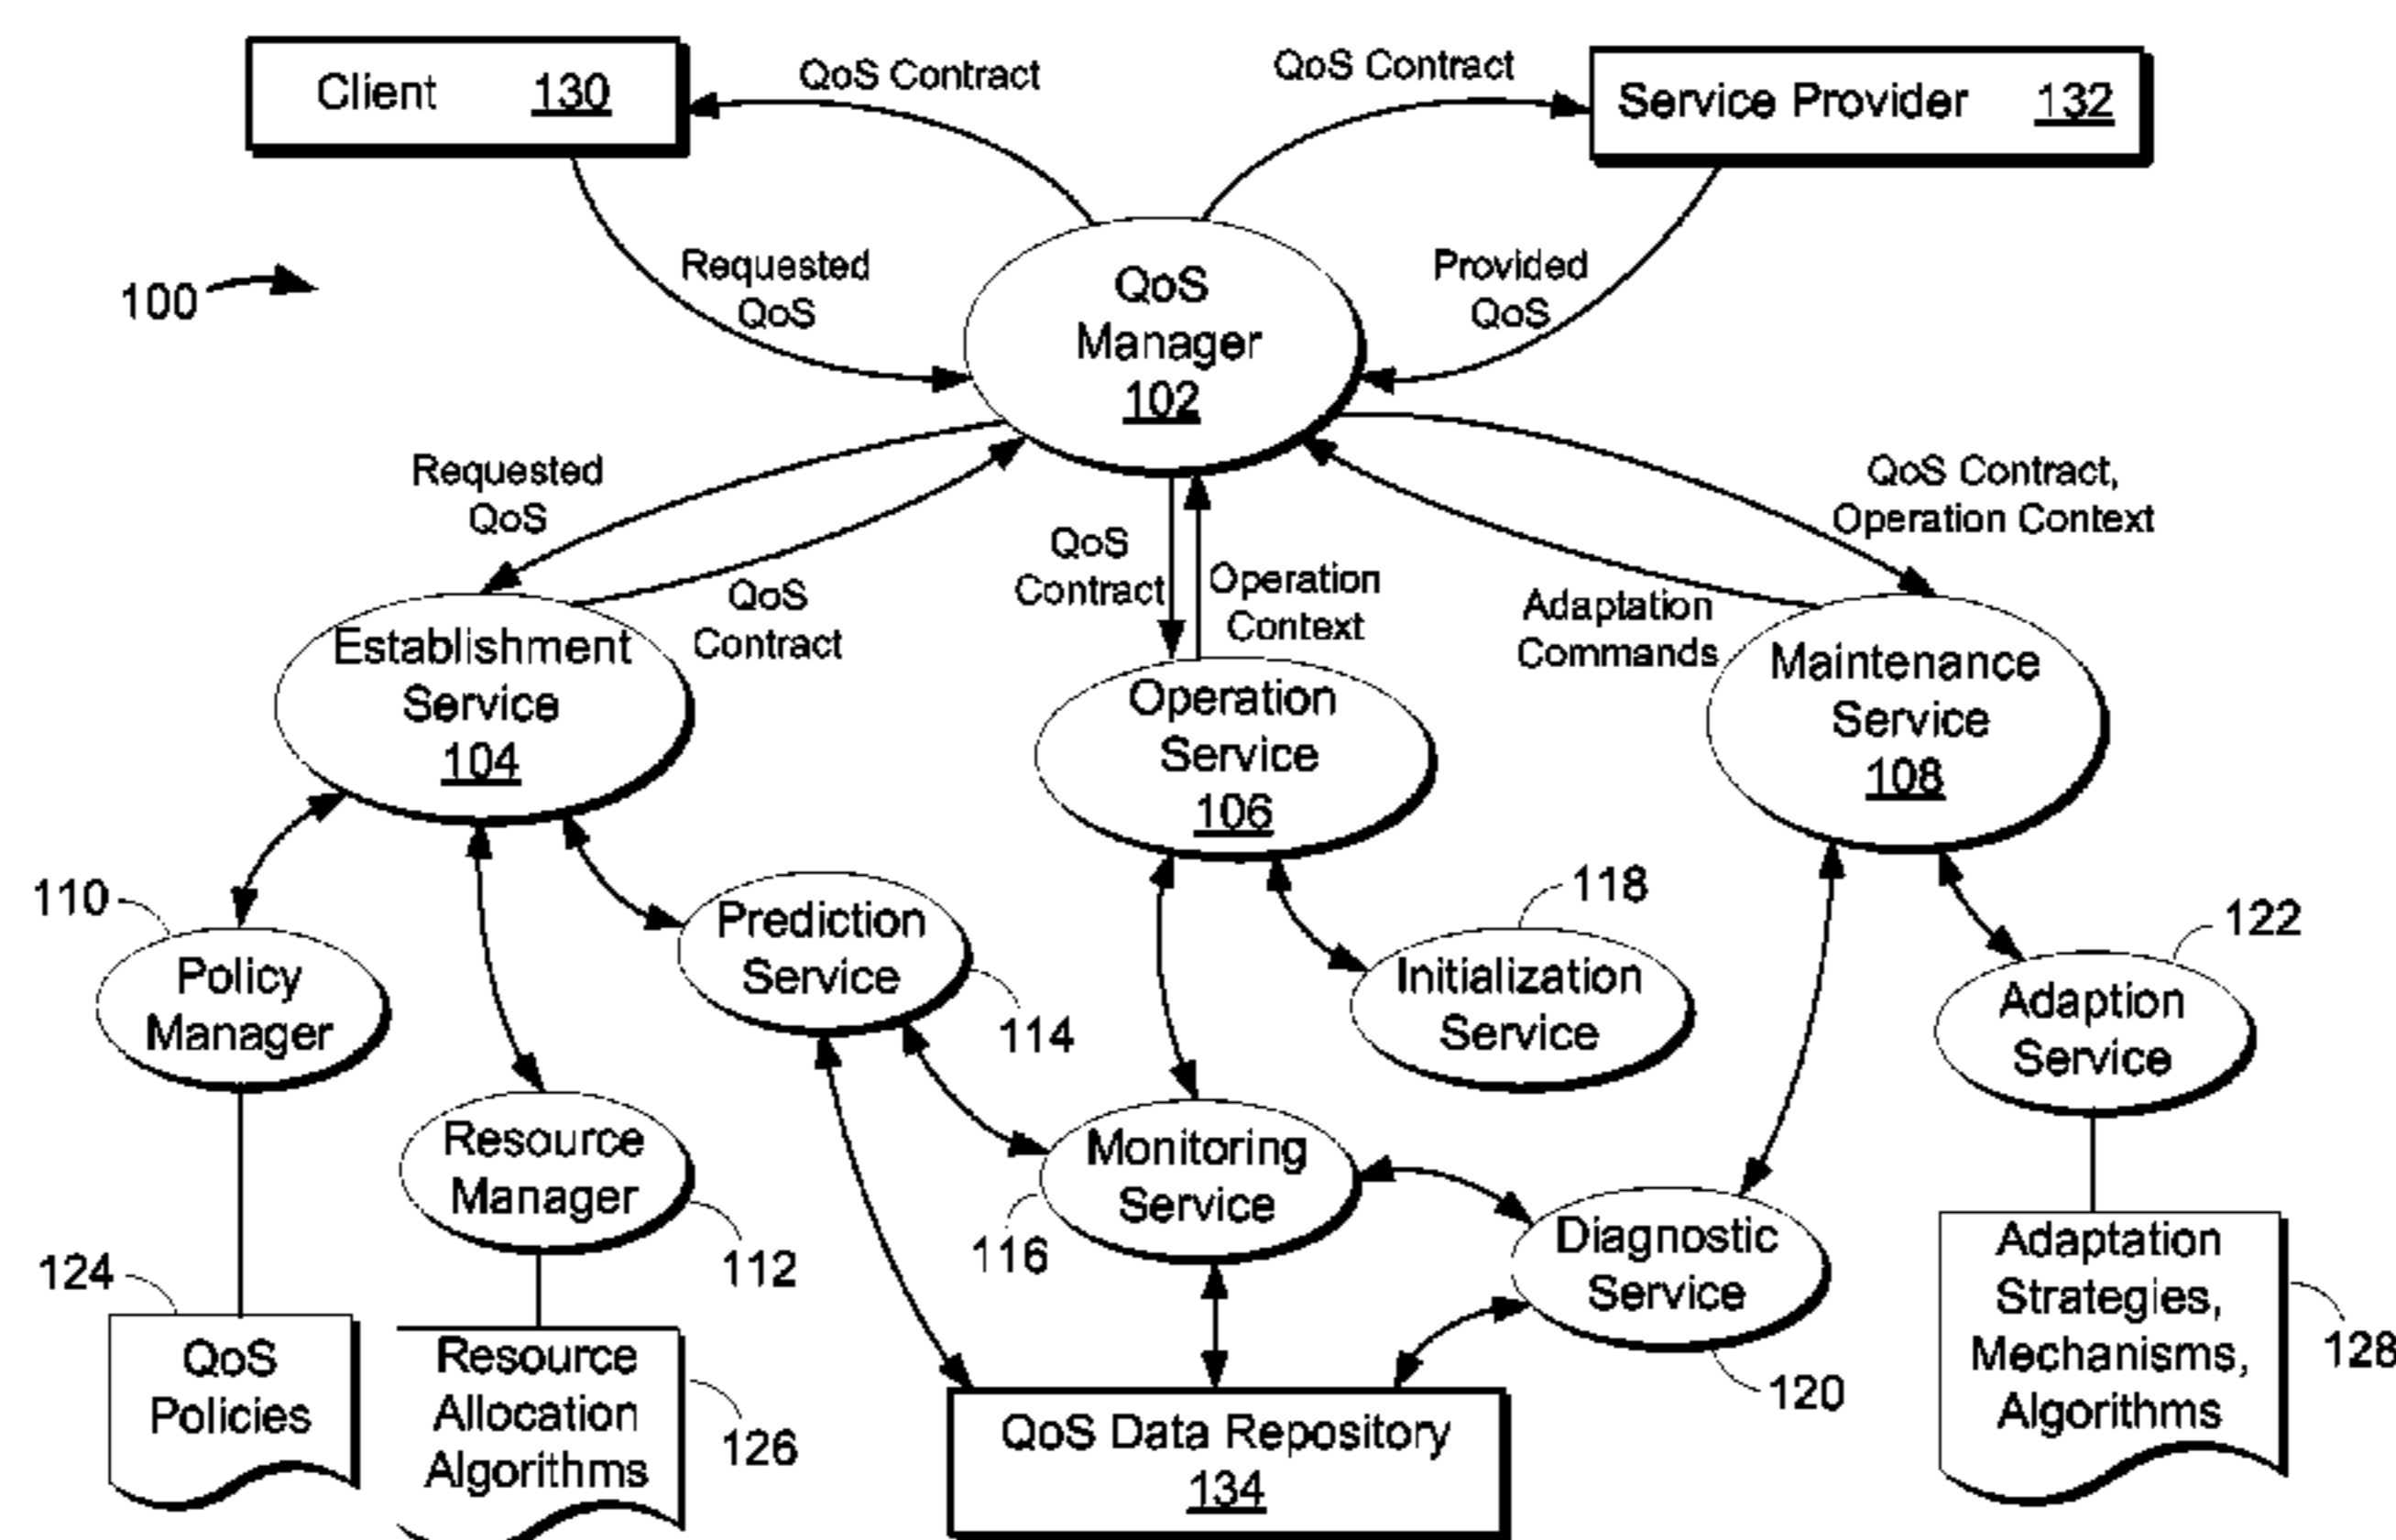 Client 130
QoS Contract
QoS Contract
Service Provider 132
100
Requested
QoS
QoS
Manager
102
Provided
QoS
Requested
QoS
QoS
Contract
QoS
Contract
Operation
Context
Adaptation
Commands
QoS Contract,
Operation Context
Establishment
Service
104
Operation
Service
106
Maintenance
Service
108
110
Policy
Manager
Prediction
Service
114
118
Initialization
Service
122
Adaption
Service
Resource
Manager
112
Monitoring
Service
116
Diagnostic
Service
120
124
QoS
Policies
Resource
Allocation
Algorithms
126
QoS Data Repository
134
Adaptation
Strategies,
Mechanisms,
Algorithms
128